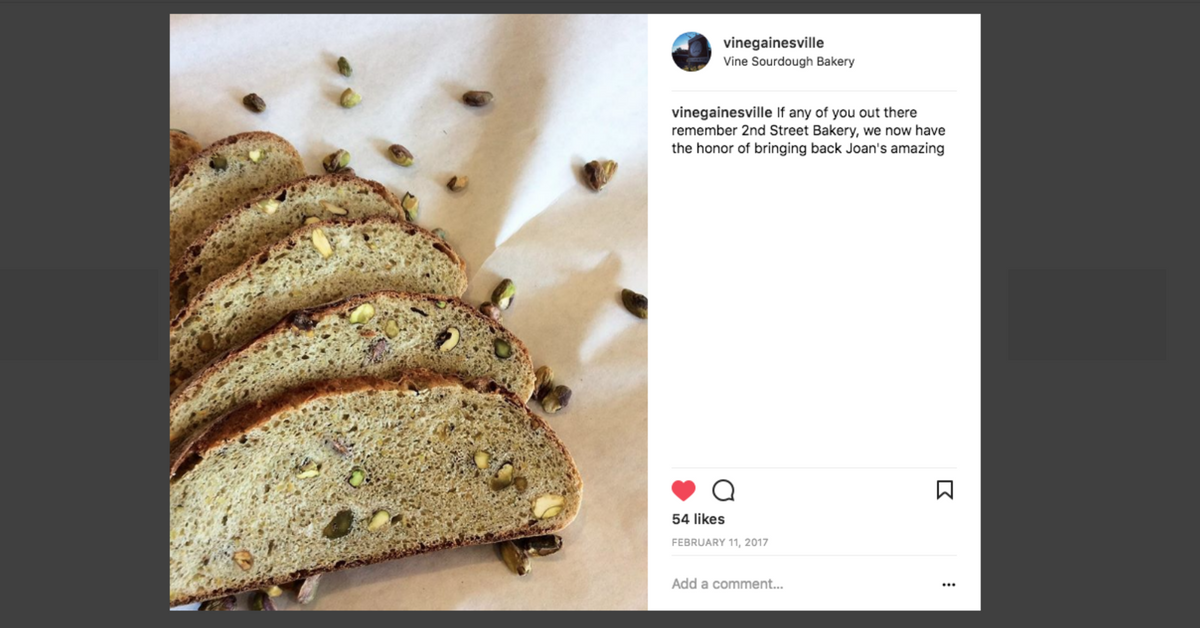 vinegainesville
Vine Sourdough Bakery
vinegainesville If any of you out there
remember 2nd Street Bakery, we now have
the honor of bringing back Joan's amazing
54 likes
FEBRUARY 11, 2017
Add a comment...